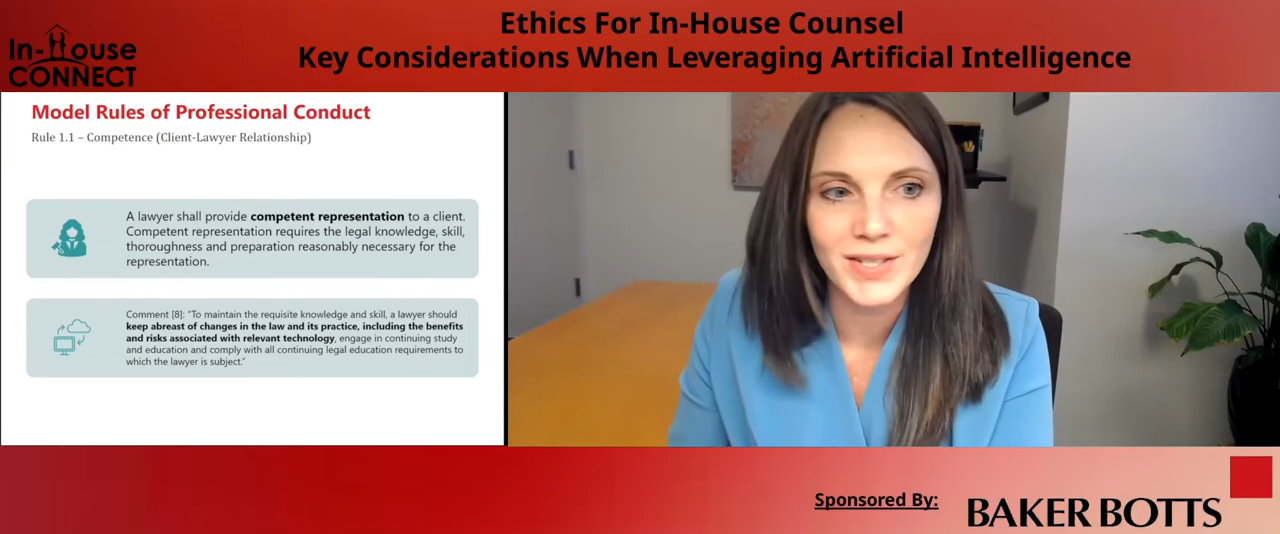 Ethics For In-House Counsel
Key Considerations When Leveraging Artificial Intelligence
In-House
CONNECT
Model Rules of Professional Conduct
Rule 1.1 – Competence (Client-Lawyer Relationship)
A lawyer shall provide competent representation to a client.
Competent representation requires the legal knowledge, skill,
thoroughness and preparation reasonably necessary for the
representation.
Comment [8]: “To maintain the requisite knowledge and skill, a lawyer should
keep abreast of changes in the law and its practice, including the benefits
and risks associated with relevant technology, engage in continuing study
and education and comply with all continuing legal education requirements to
which the lawyer is subject.”
Sponsored By:
BAKER BOTTS